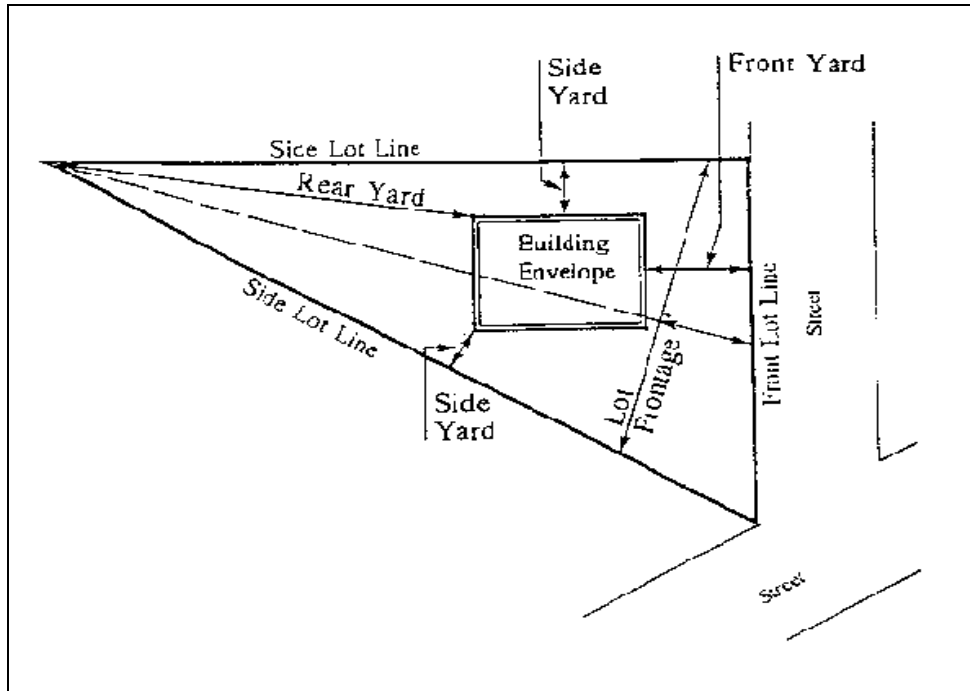 Side
Yard
Front Yard
Side Lot Line
Rear Yard
Building
Envelope
Side Lot Line
Side
Yard
Lot
Frontage
Front Lot Line
Street
Street